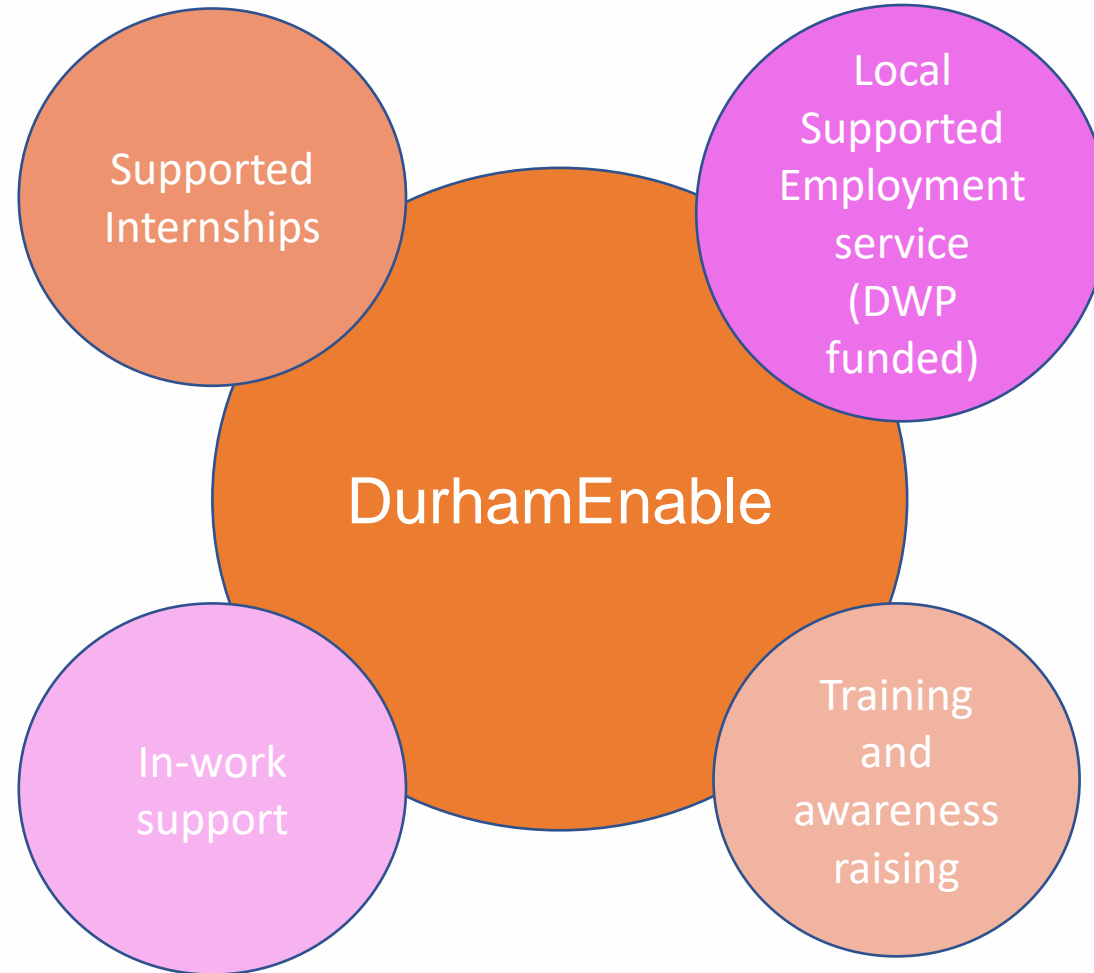 Supported
Internships
Local
Supported
Employment
service
(DWP
funded)
DurhamEnable
In-work
support
Training
and
awareness
raising